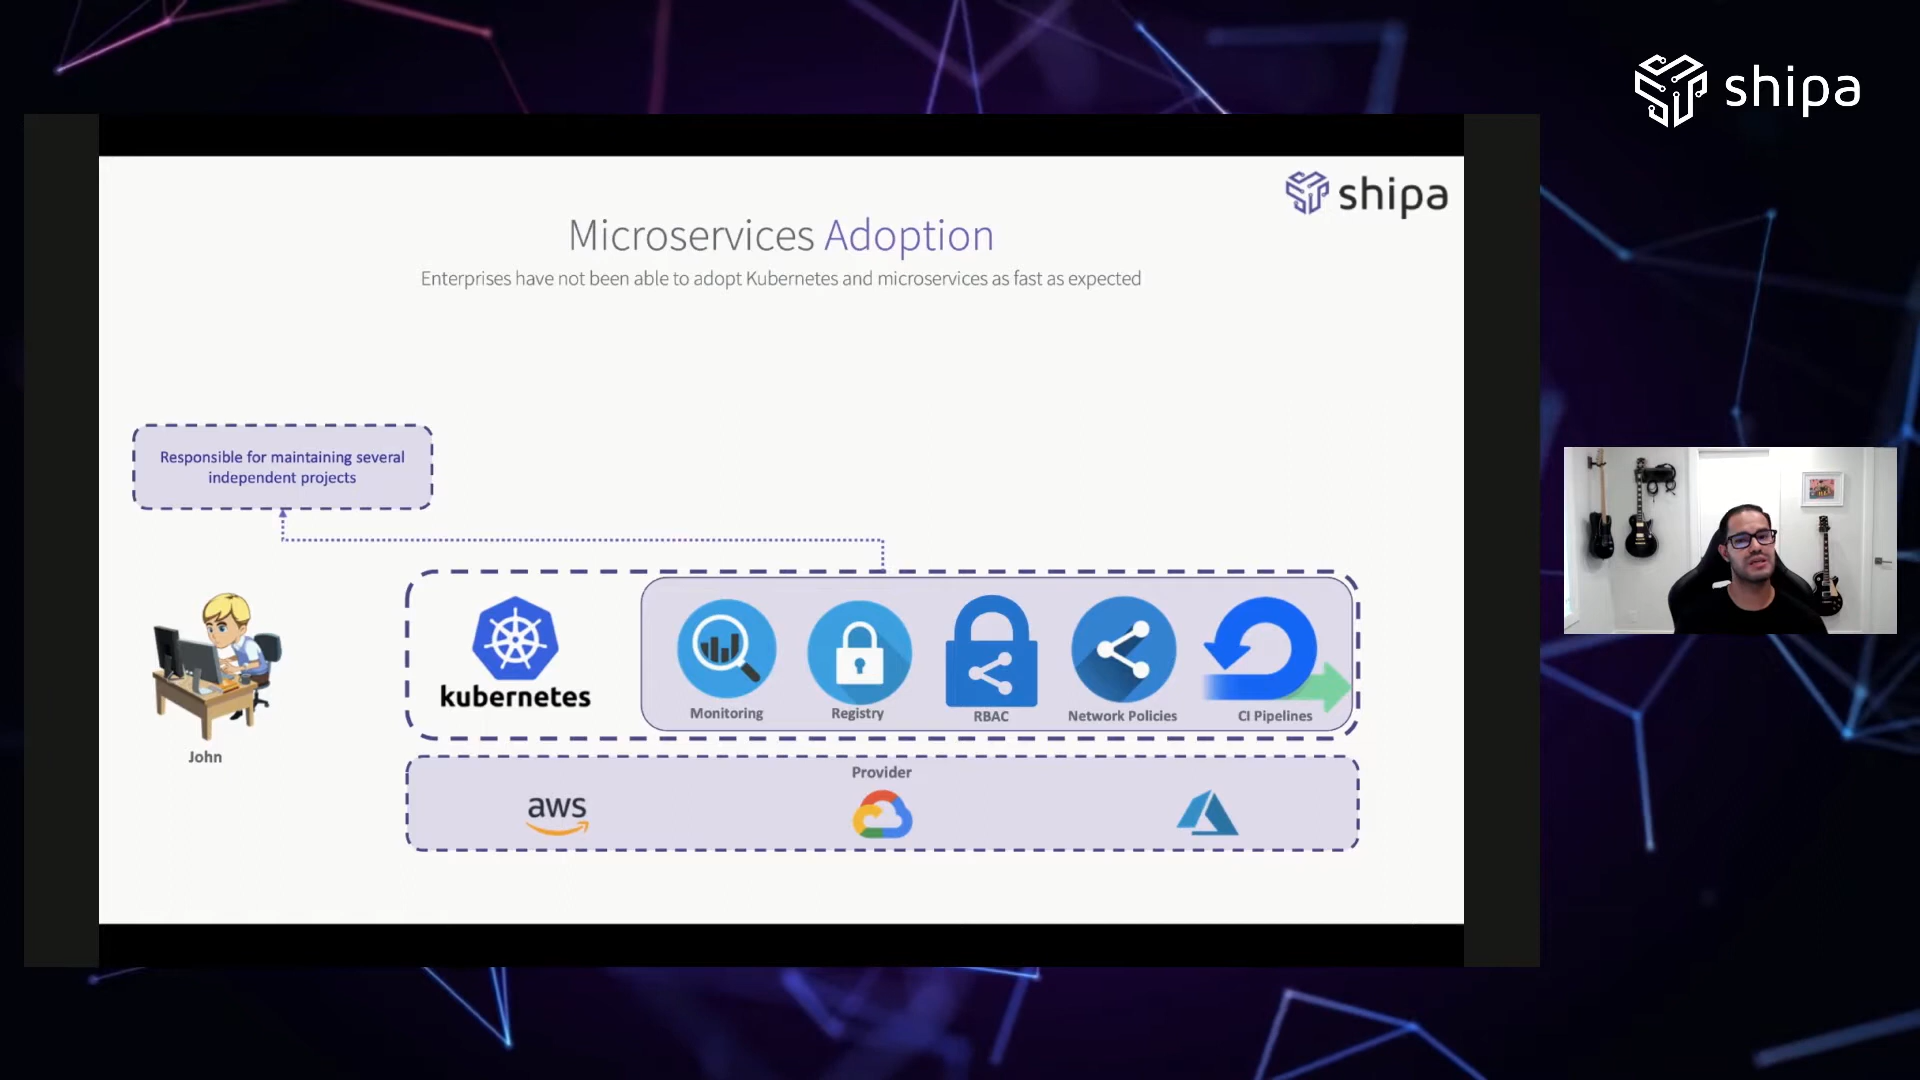 shipa
shipa
Microservices Adoption
Enterprises have not been able to adopt Kubernetes and microservices as fast as expected
Responsible for maintaining several
independent projects
kubernetes
Monitoring
Registry
RBAC
Network Policies
CI Pipelines
John
Provider
aws